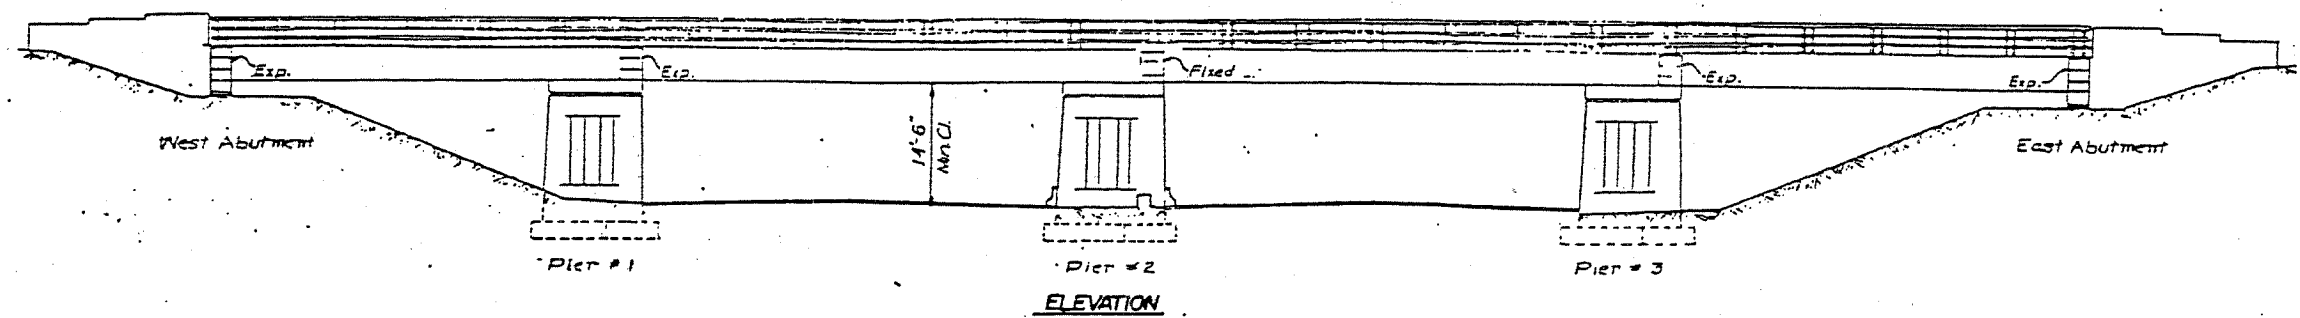 Exp.
Exp.
Fixed
Exp.
Exp.
West Abutment
14'-6"
Min. Cl.
East Abutment
Pier #1
Pier #2
Pier #3
ELEVATION